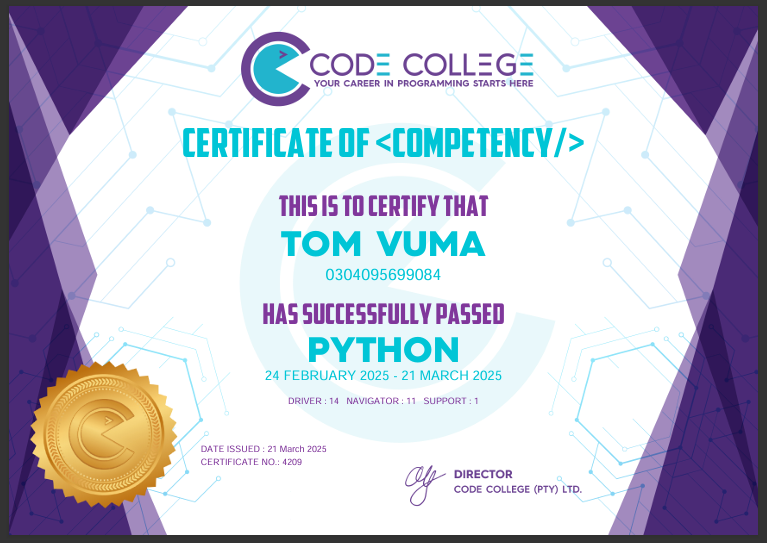 CODE COLLEGE
YOUR CAREER IN PROGRAMMING STARTS HERE
CERTIFICATE OF <COMPETENCY/>
THIS IS TO CERTIFY THAT
TOM VUMA
0304095699084
HAS SUCCESSFULLY PASSED
PYTHON
24 FEBRUARY 2025 - 21 MARCH 2025
DRIVER : 14 NAVIGATOR : 11 SUPPORT : 1
DATE ISSUED : 21 March 2025
CERTIFICATE NO.: 4209
DIRECTOR
CODE COLLEGE (PTY) LTD.